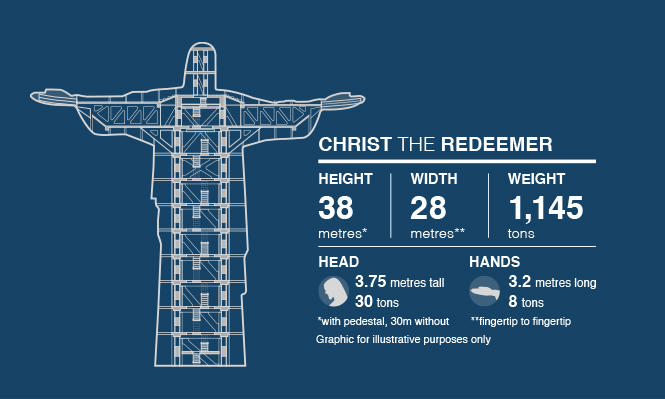 CHRIST THE REDEEMER
HEIGHT WIDTH WEIGHT
38 28 1,145
metres* metres** tons
HEAD HANDS
3.75 metres tall 3.2 metres long
30 tons 8 tons
*with pedestal, 30m without **fingertip to fingertip
Graphic for illustrative purposes only